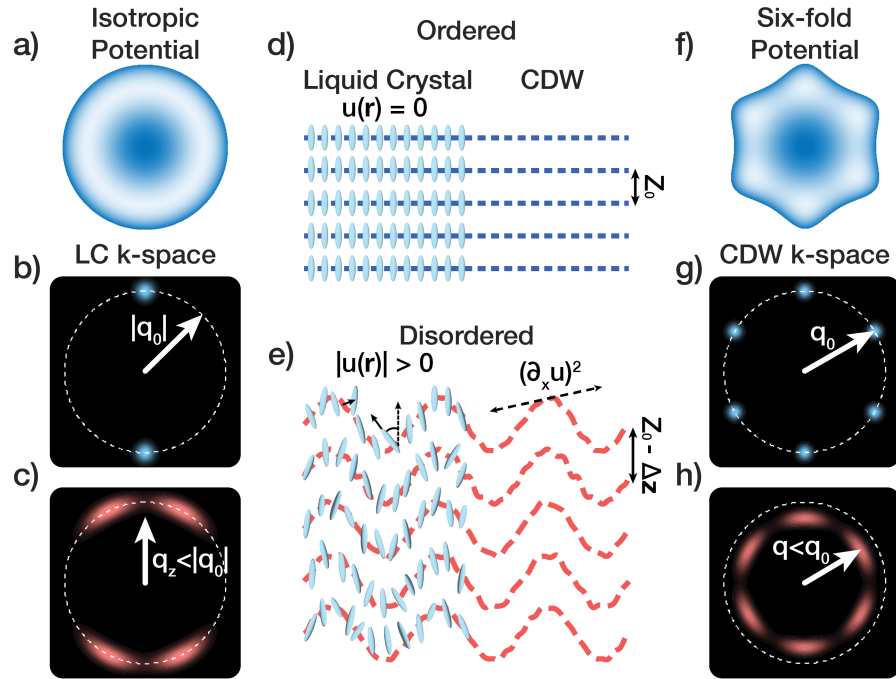 a)
Isotropic
Potential
b)
LC k-space
|q₀|
c)
q_z<|q₀|
d)
Ordered
Liquid Crystal
CDW
u(r) = 0
Z₀
e)
Disordered
|u(r)| > 0
(∂ₓu)²
Z₀ - Δz
f)
Six-fold
Potential
g)
CDW k-space
q₀
h)
q<q₀